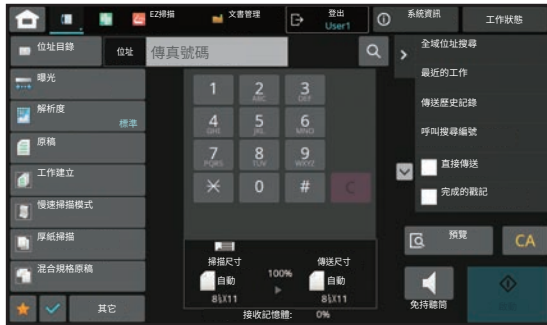 EZ掃描
文書管理
登出
User1
系統資訊
工作狀態
位址目錄
位址
傳真號碼
全域位址搜尋
曝光
最近的工作
解析度
標準
傳送歷史記錄
原稿
呼叫搜尋編號
工作建立
直接傳送
慢速掃描模式
完成的戳記
厚紙掃描
預覽
CA
混合規格原稿
其它
1
2
ABC
3
DEF
4
GHI
5
JKL
6
MNO
7
PQRS
8
TUV
9
WXYZ
0
#
C
掃描尺寸
傳送尺寸
自動
100%
自動
8½X11
8½X11
接收記憶體:
0%
免持聽筒